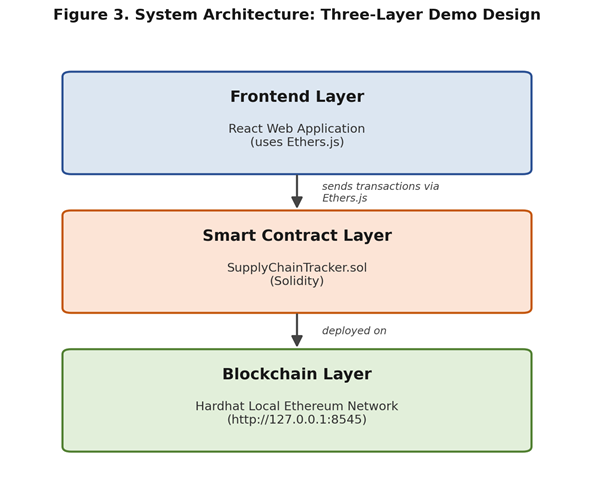 Figure 3. System Architecture: Three-Layer Demo Design
Frontend Layer
React Web Application
(uses Ethers.js)
sends transactions via
Ethers.js
Smart Contract Layer
SupplyChainTracker.sol
(Solidity)
deployed on
Blockchain Layer
Hardhat Local Ethereum Network
(http://127.0.0.1:8545)